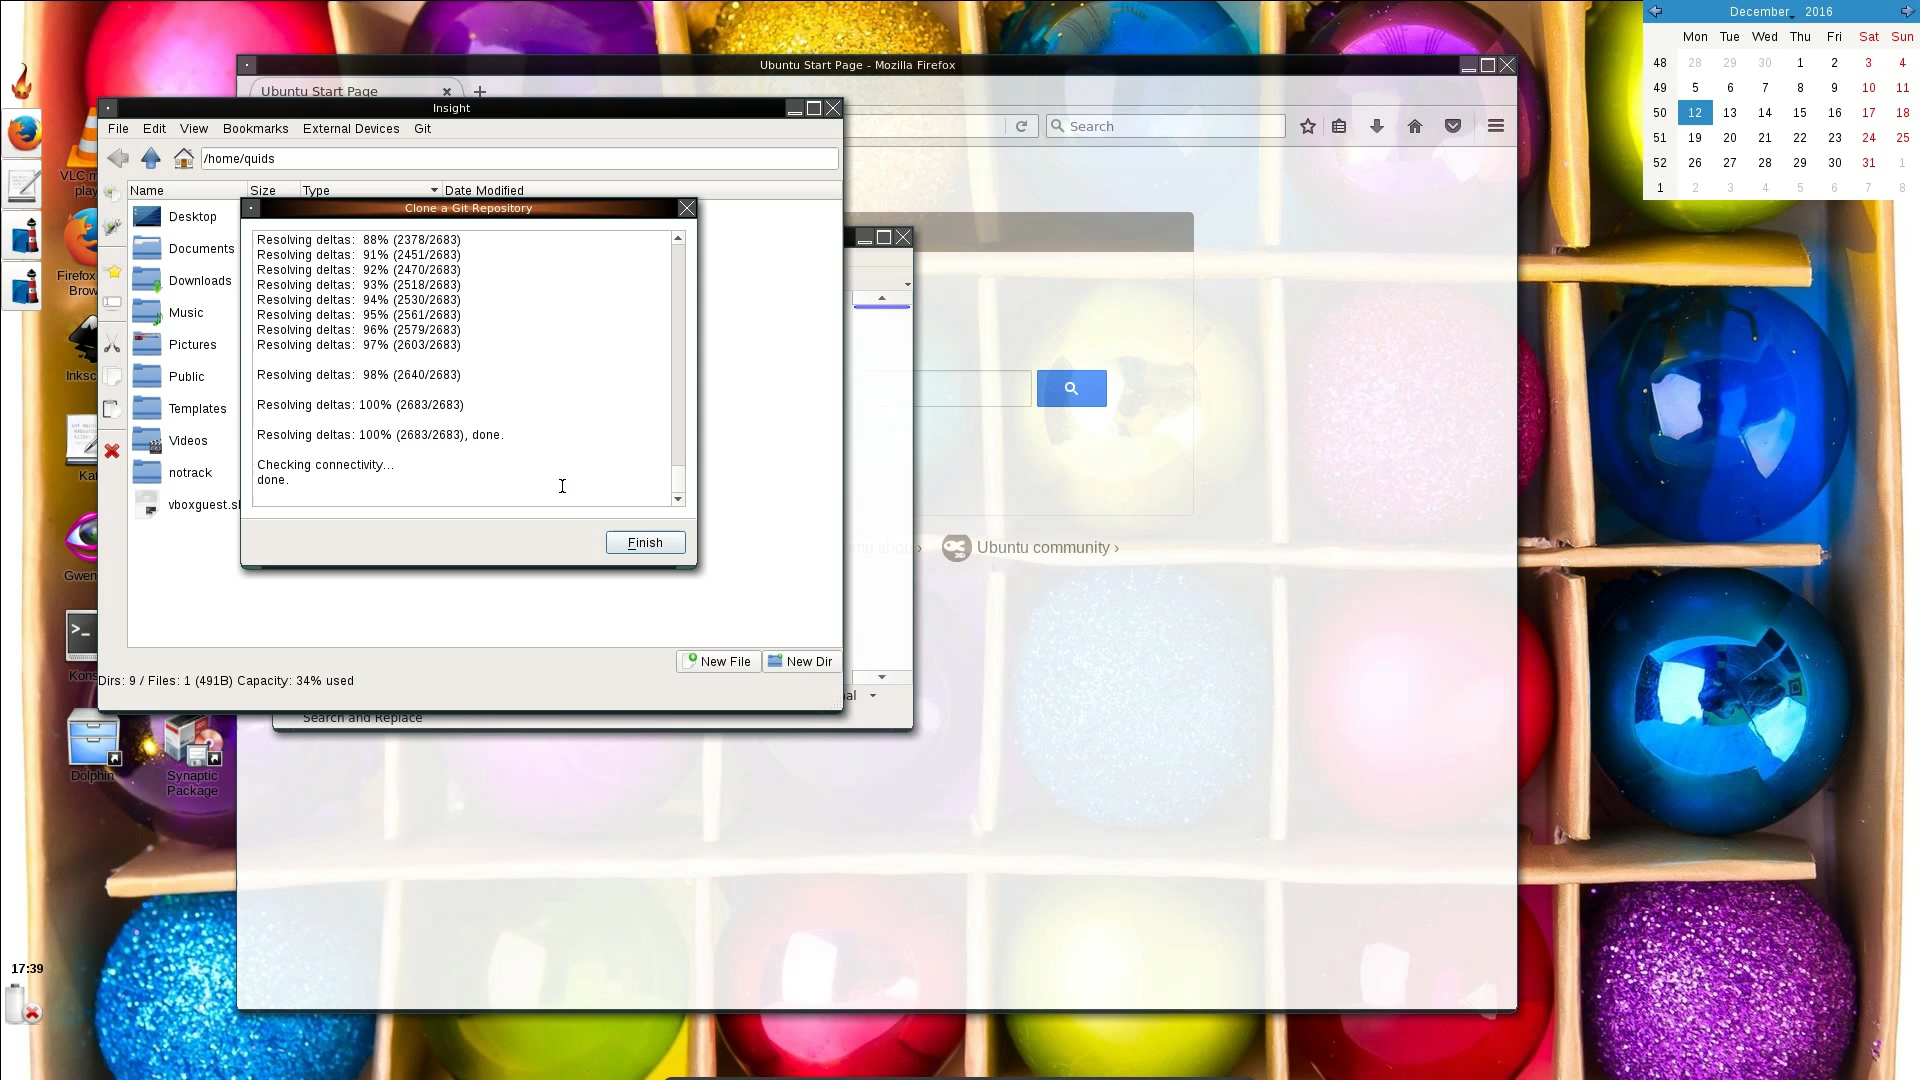 Ubuntu Start Page - Mozilla Firefox
Ubuntu Start Page
Search
Insight
File Edit View Bookmarks External Devices Git
/home/quids
Name Size Type Date Modified
Desktop
Documents
Downloads
Music
Pictures
Public
Templates
Videos
notrack
Clone a Git Repository
Resolving deltas: 88% (2378/2683)
Resolving deltas: 91% (2451/2683)
Resolving deltas: 92% (2470/2683)
Resolving deltas: 93% (2518/2683)
Resolving deltas: 94% (2530/2683)
Resolving deltas: 95% (2561/2683)
Resolving deltas: 96% (2579/2683)
Resolving deltas: 97% (2603/2683)
Resolving deltas: 98% (2640/2683)
Resolving deltas: 100% (2683/2683)
Resolving deltas: 100% (2683/2683), done.
Checking connectivity...
done.
Finish
New File New Dir
Dirs: 9 / Files: 1 (491B) Capacity: 34% used
Search and Replace
shop ›
Ubuntu community ›
VLC
Firefox
Dolphin
Synaptic
Package
17:39
December 2016
Mon Tue Wed Thu Fri Sat Sun
48 28 29 30 1 2 3 4
49 5 6 7 8 9 10 11
50 12 13 14 15 16 17 18
51 19 20 21 22 23 24 25
52 26 27 28 29 30 31 1
1 2 3 4 5 6 7 8